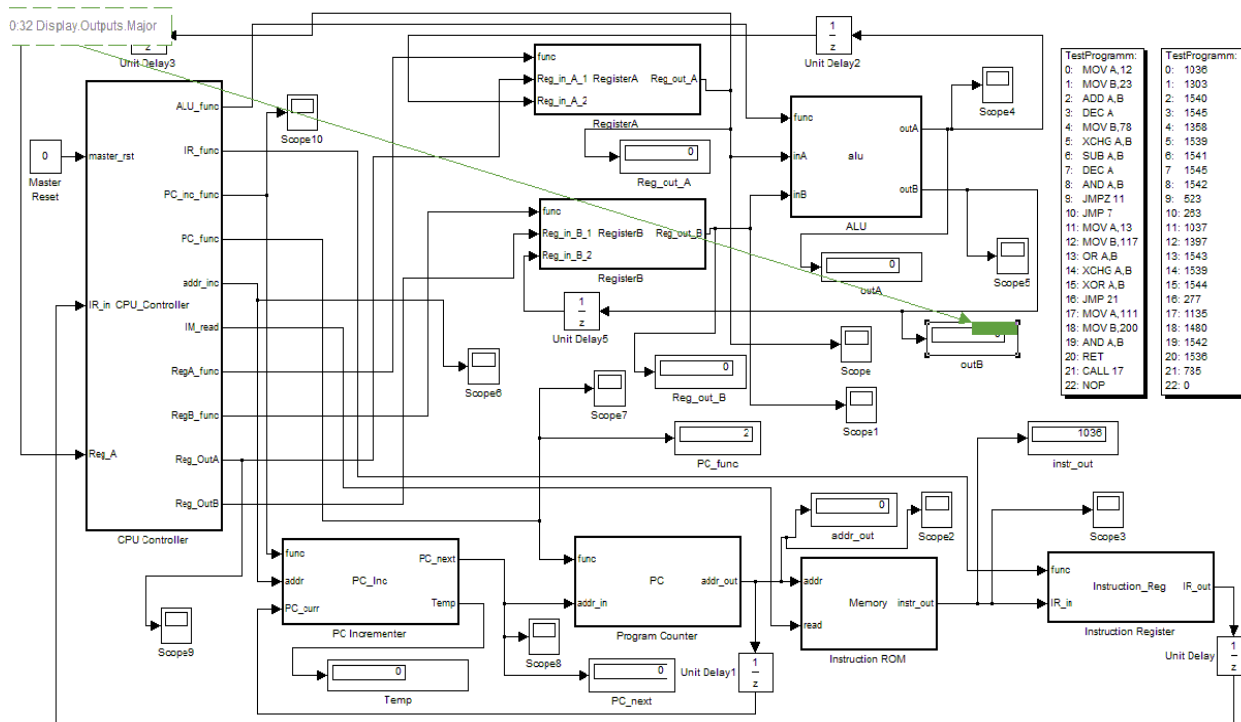 0:32 Display.Outputs.Major
z
Unit Delay3
ALU_func
master_rst
0
Master
Reset
IR_func
PC_inc_func
PC_func
addr_inc
IR_in
CPU_Controller
IM_read
RegA_func
RegB_func
Reg_A
Reg_OutA
Reg_OutB
CPU Controller
Scope10
func
Reg_in_A_1
RegisterA
Reg_out_A
Reg_in_A_2
RegisterA
0
Reg_out_A
1
z
Unit Delay2
func
outA
inA
alu
outB
inB
ALU
Scope4
Scope5
0
outA
func
Reg_in_B_1
RegisterB
Reg_out_B
Reg_in_B_2
RegisterB
1
z
Unit Delay5
outB
Scope
Scope1
0
Reg_out_B
Scope6
Scope7
2
PC_func
TestProgramm:
0: MOV A,12
1: MOV B,23
2: ADD A,B
3: DEC A
4: MOV B,78
5: XCHG A,B
6: SUB A,B
7: DEC A
8: AND A,B
9: JMPZ 11
10: JMP 7
11: MOV A,13
12: MOV B,117
13: OR A,B
14: XCHG A,B
15: XOR A,B
16: JMP 21
17: MOV A,111
18: MOV B,200
19: AND A,B
20: RET
21: CALL 17
22: NOP
TestProgramm:
0: 1036
1: 1303
2: 1540
3: 1545
4: 1358
5: 1539
6: 1541
7: 1545
8: 1542
9: 523
10: 263
11: 1037
12: 1397
13: 1543
14: 1539
15: 1544
16: 277
17: 1135
18: 1480
19: 1542
20: 1536
21: 785
22: 0
1036
instr_out
0
addr_out
Scope2
Scope3
func
PC_next
addr
PC_Inc
PC_curr
Temp
PC Incrementer
func
PC
addr_out
addr_in
Program Counter
addr
Memory
instr_out
read
Instruction ROM
func
Instruction_Reg
IR_out
IR_in
Instruction Register
Scope9
Scope8
0
Temp
0
PC_next
Unit Delay1
1
z
Unit Delay
1
z